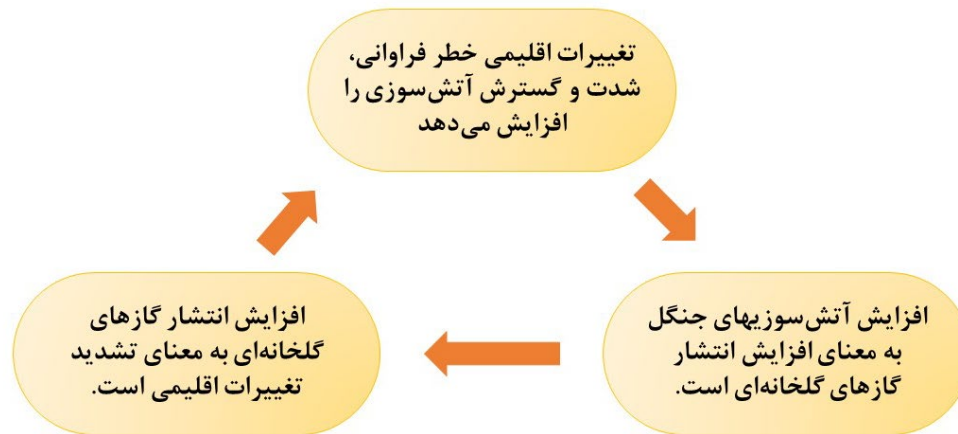 تغییرات اقلیمی خطر فراوانی،
شدت و گسترش آتش‌سوزی را
افزایش می‌دهد
افزایش آتش‌سوزیهای جنگل
به معنای افزایش انتشار
گازهای گلخانه‌ای است.
افزایش انتشار گازهای
گلخانه‌ای به معنای تشدید
تغییرات اقلیمی است.